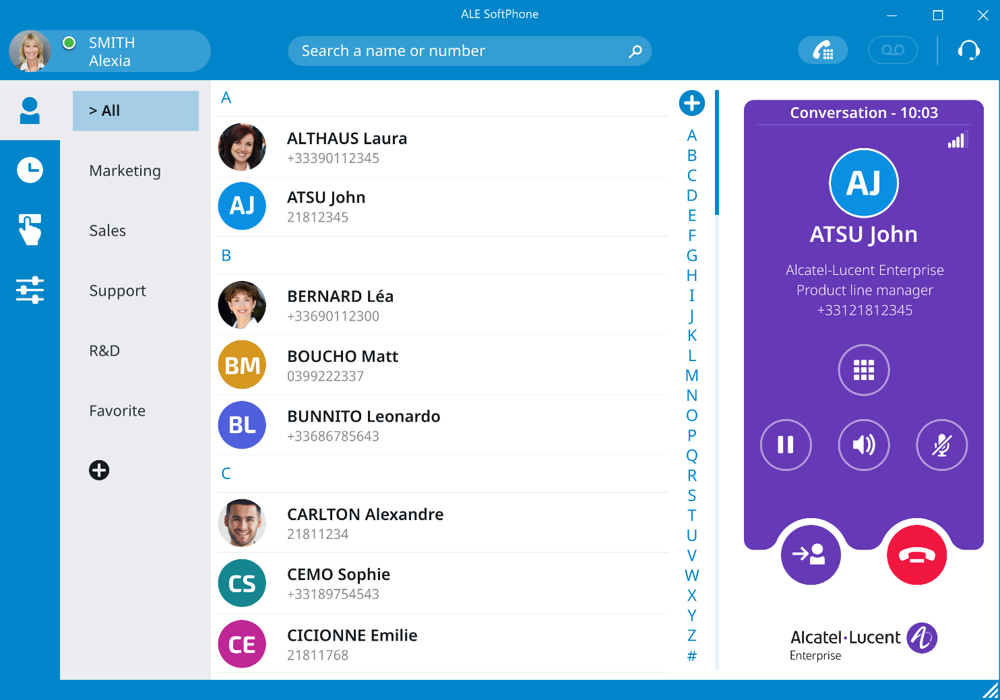 ALE SoftPhone
SMITH
Alexia
Search a name or number
> All
Marketing
Sales
Support
R&D
Favorite
A
ALTHAUS Laura
+33390112345
AJ
ATSU John
21812345
B
BERNARD Léa
+33690112300
BM
BOUCHO Matt
0399222337
BL
BUNNITO Leonardo
+33686785643
C
CARLTON Alexandre
21811234
CS
CEMO Sophie
+33189754543
CE
CICIONNE Emilie
21811768
A
B
C
D
E
F
G
H
I
J
K
L
M
N
O
P
Q
R
S
T
U
V
W
X
Y
Z
#
Conversation - 10:03
AJ
ATSU John
Alcatel-Lucent Enterprise
Product line manager
+33121812345
Alcatel·Lucent
Enterprise